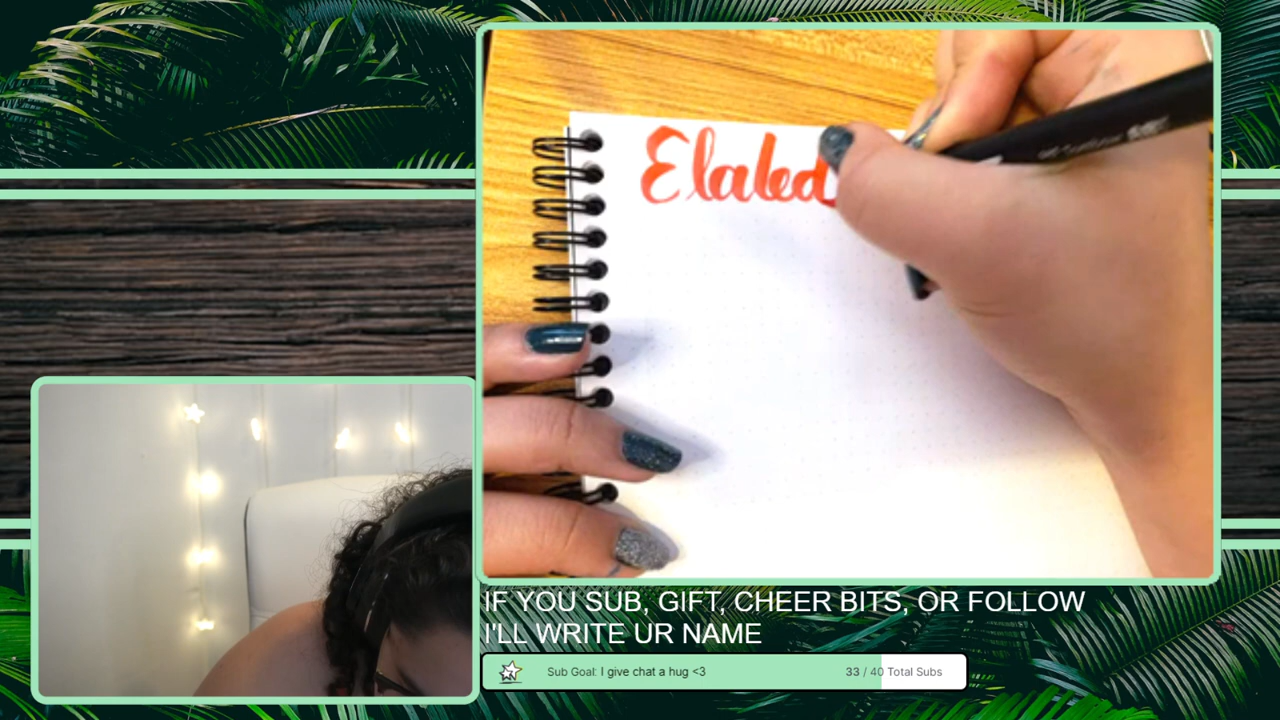 Elaled
IF YOU SUB, GIFT, CHEER BITS, OR FOLLOW
I'LL WRITE UR NAME
Sub Goal: I give chat a hug <3 33 / 40 Total Subs